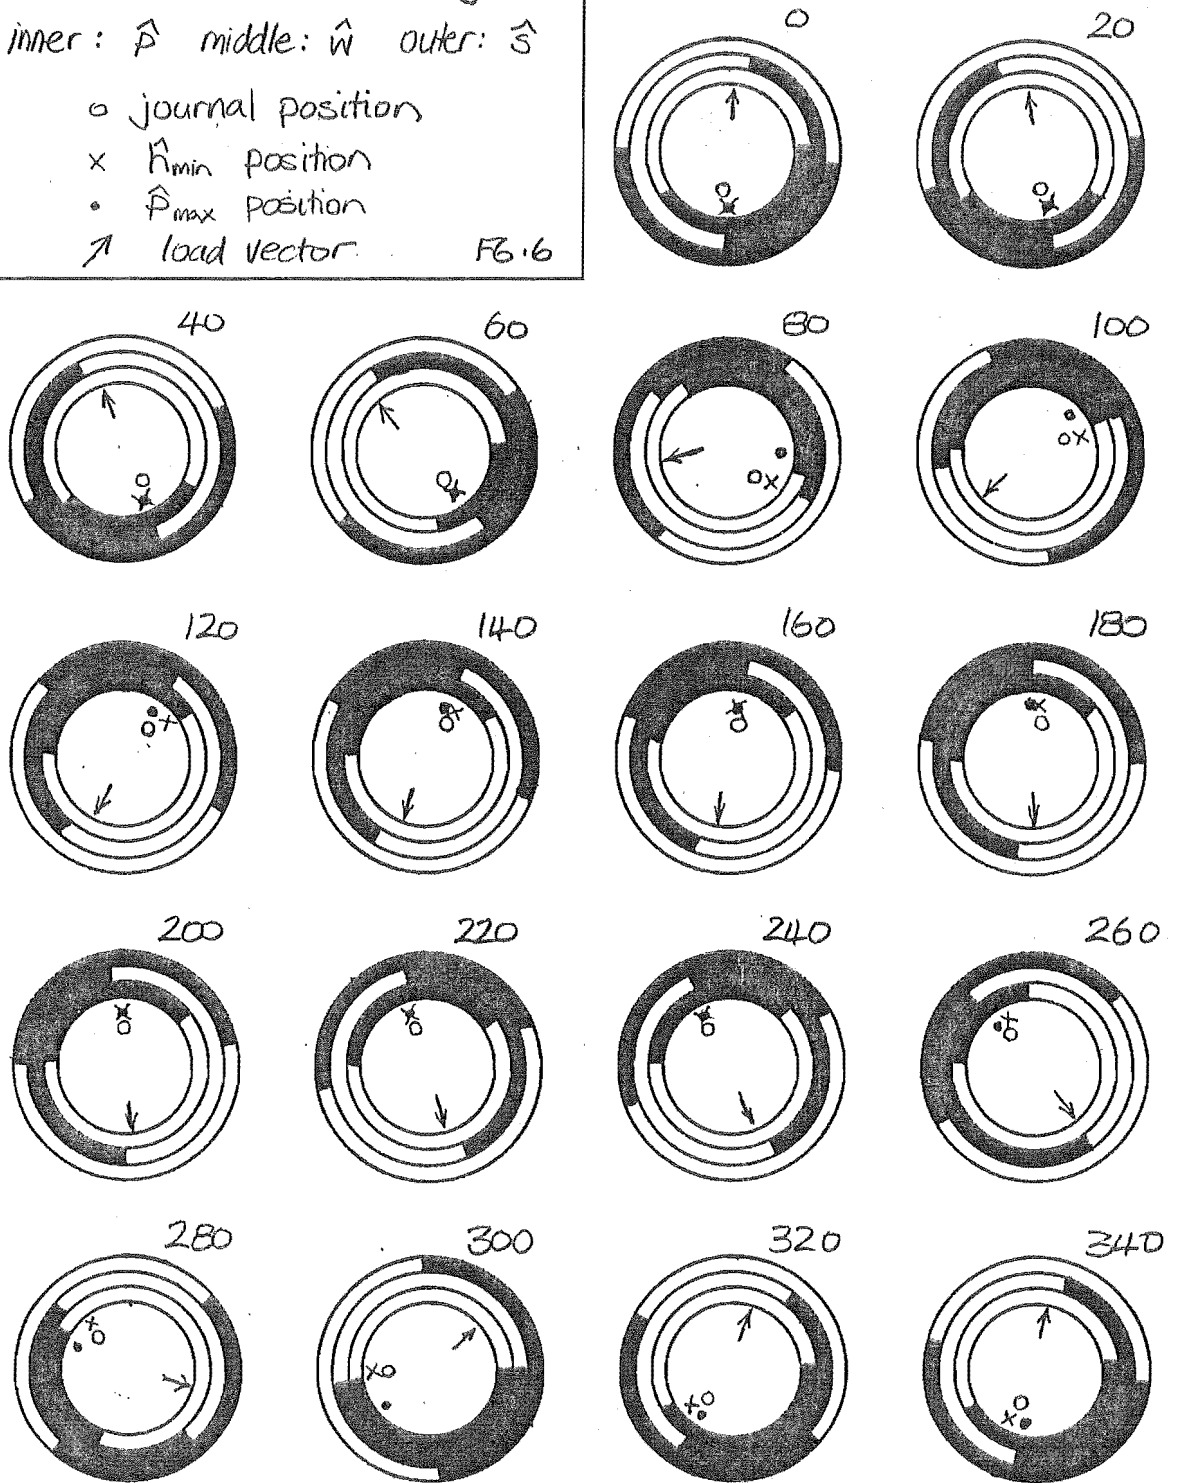 inner: p̂ middle: ŵ outer: ŝ
o journal position
x ĥmin position
• p̂max position
↗ load vector. F6.6
0 20
40 60 80 100
120 140 160 180
200 220 240 260
280 300 320 340